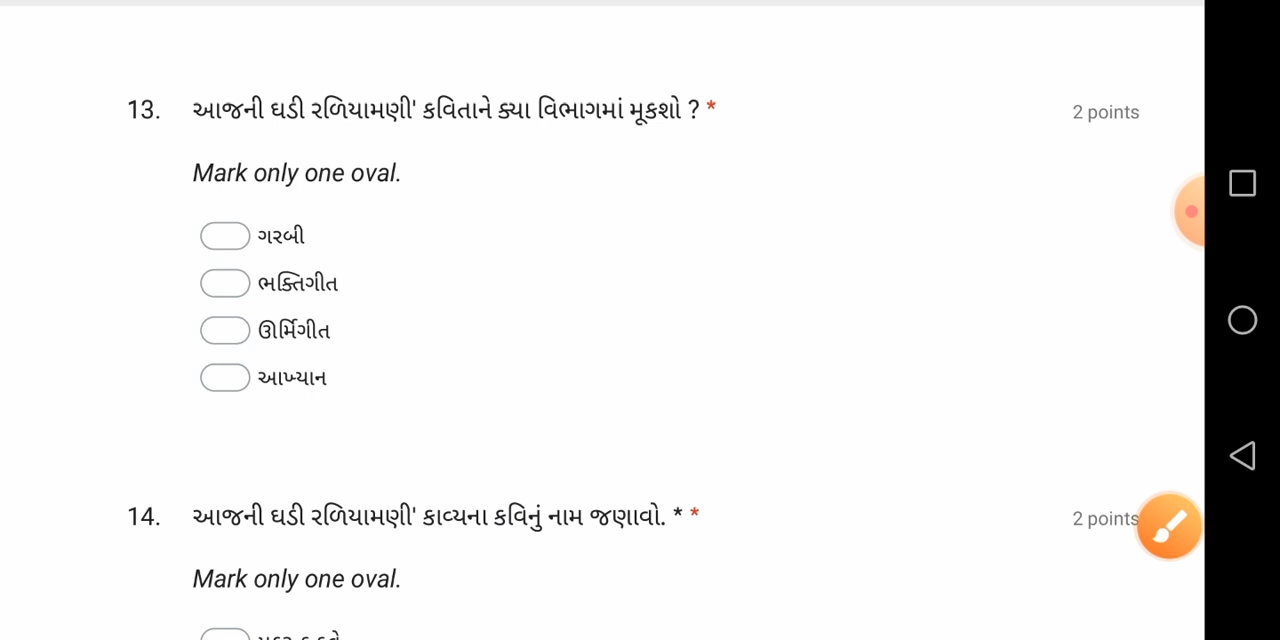 13. આજની ઘડી રળિયામણી' કવિતાને ક્યા વિભાગમાં મૂકશો ? * 2 points
Mark only one oval.
ગરબી
ભક્તિગીત
ઊર્મિગીત
આખ્યાન
14. આજની ઘડી રળિયામણી' કાવ્યના કવિનું નામ જણાવો. * * 2 points
Mark only one oval.